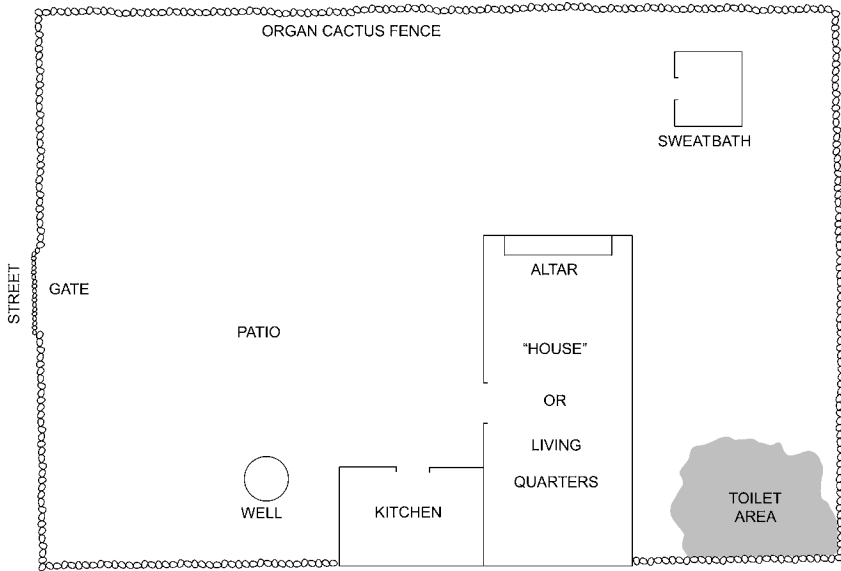 ORGAN CACTUS FENCE
SWEATBATH
STREET
GATE
PATIO
ALTAR
“HOUSE”
OR
LIVING
QUARTERS
WELL
KITCHEN
TOILET
AREA